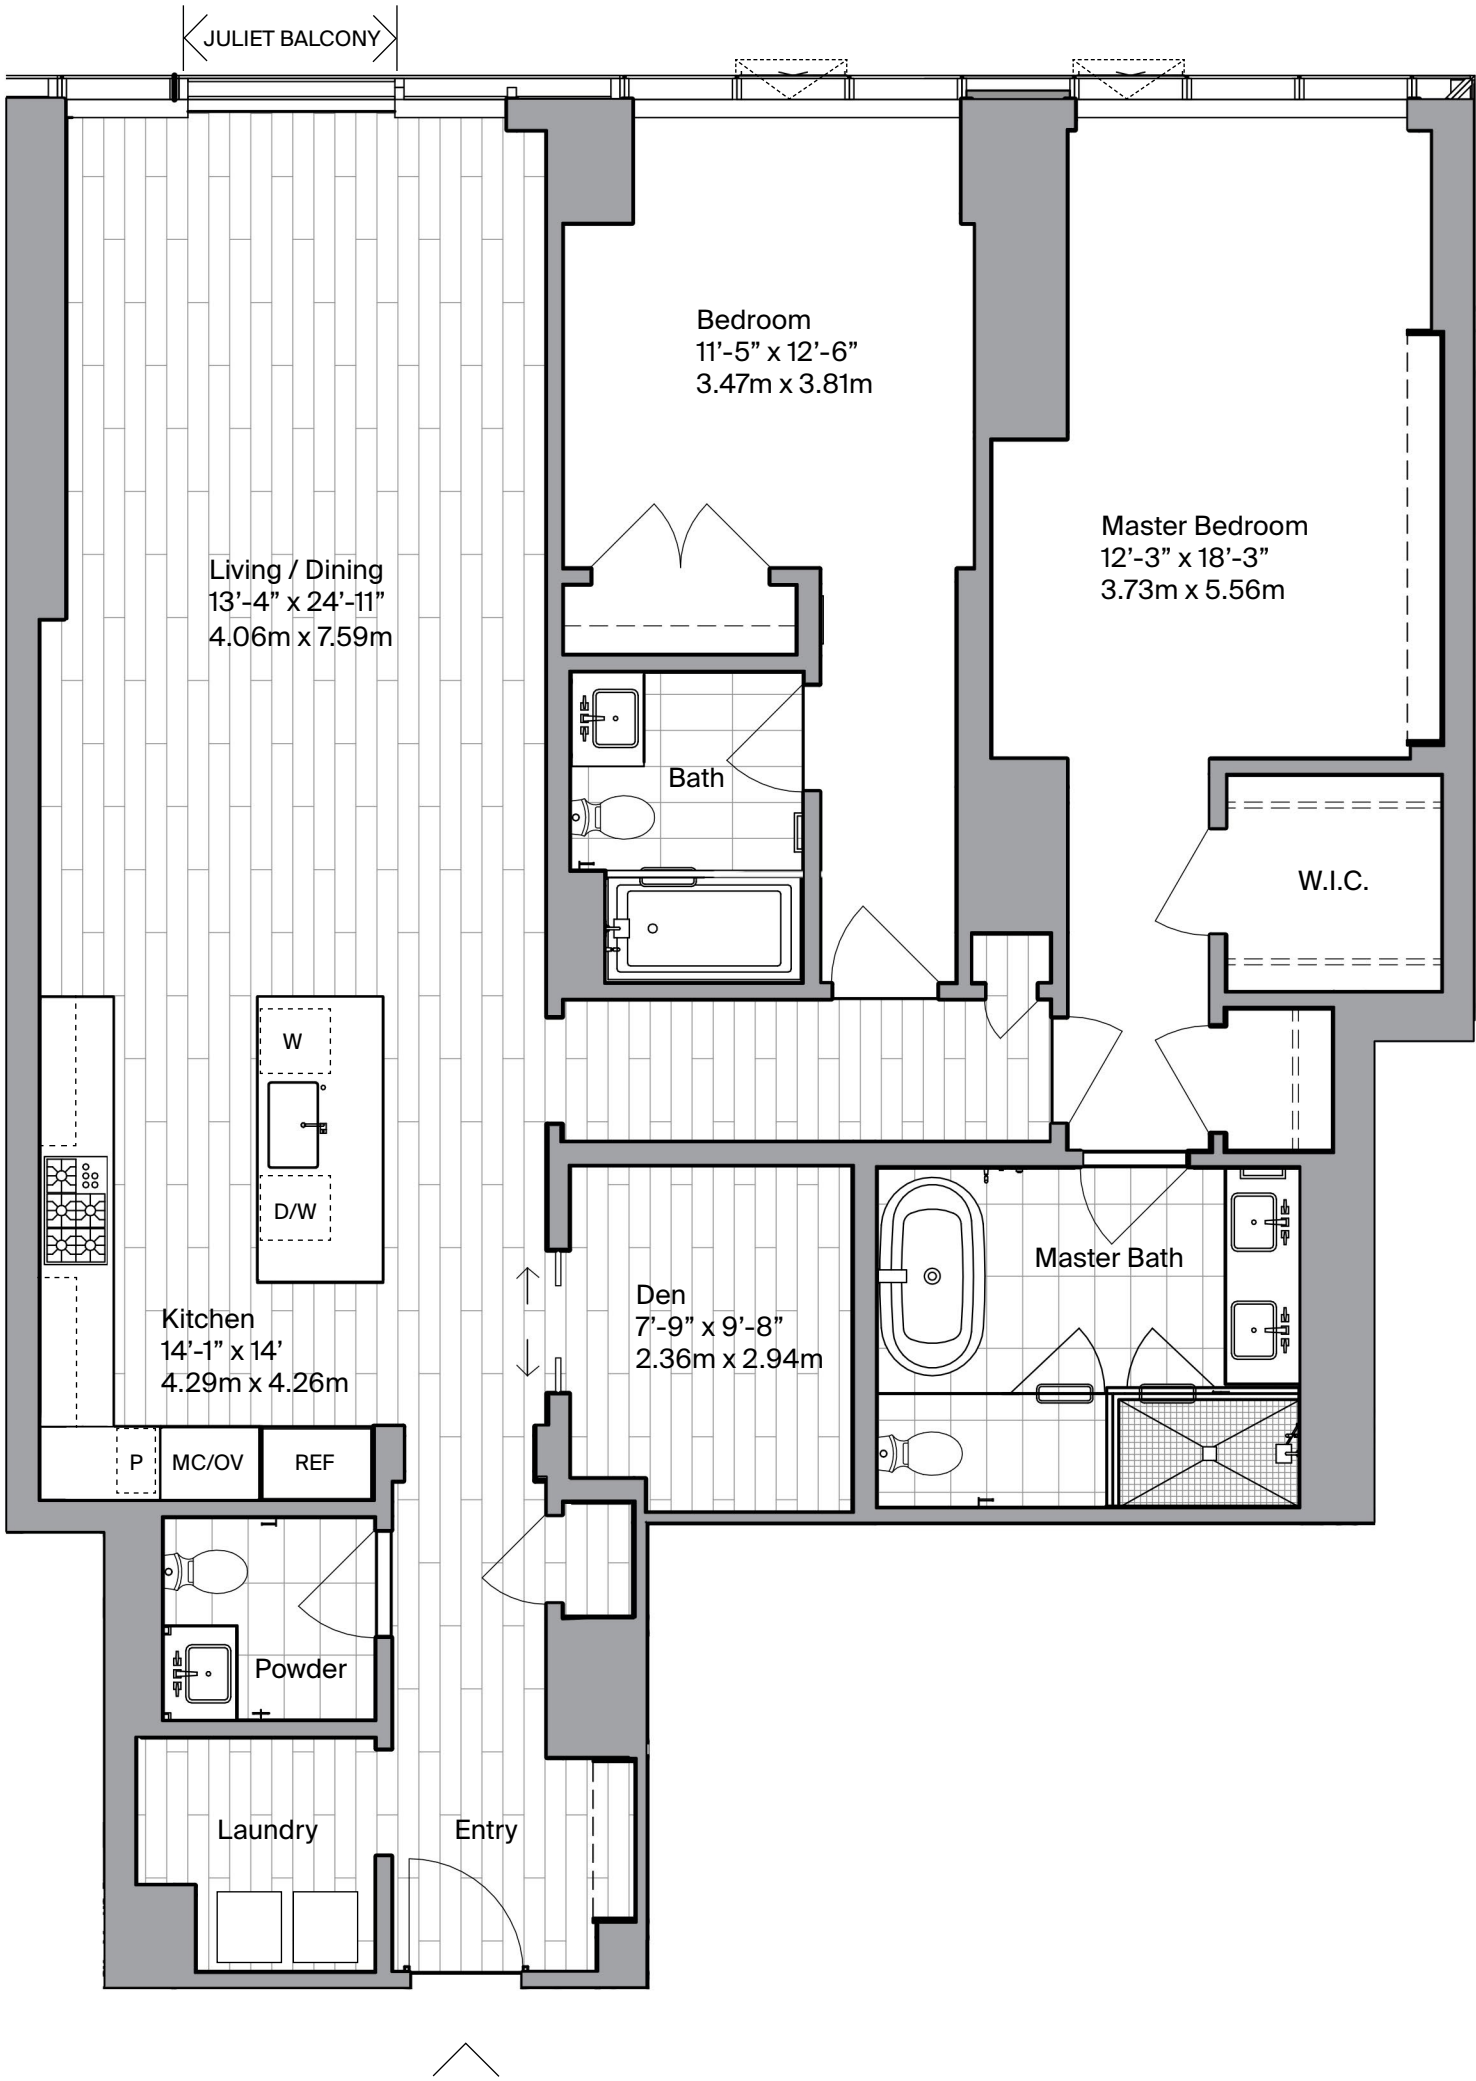 JULIET BALCONY
Bedroom
11’-5” x 12’-6”
3.47m x 3.81m
Master Bedroom
12’-3” x 18’-3”
3.73m x 5.56m
Living / Dining
13’-4” x 24’-11”
4.06m x 7.59m
Bath
W.I.C.
W
D/W
Master Bath
Den
7’-9” x 9’-8”
2.36m x 2.94m
Kitchen
14’-1” x 14’
4.29m x 4.26m
P
MC/OV
REF
Powder
Laundry
Entry